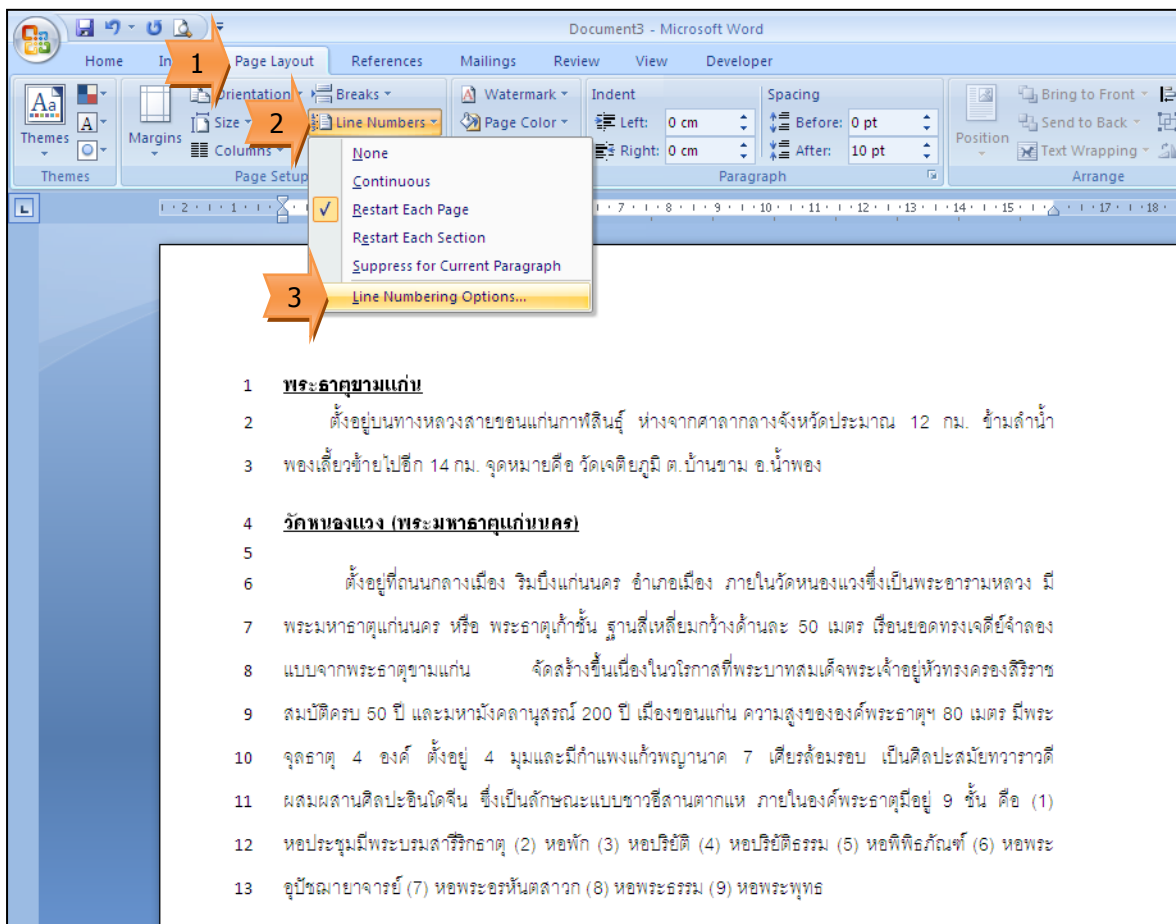 Document3 - Microsoft Word
Home In 1 Page Layout References Mailings Review View Developer
Themes Margins Orientation Breaks Watermark Indent Spacing Bring to Front
Size 2 Line Numbers Page Color Left: 0 cm Before: 0 pt Position Send to Back
Columns Right: 0 cm After: 10 pt Text Wrapping
Themes Page Setup Paragraph Arrange
None
Continuous
Restart Each Page
Restart Each Section
Suppress for Current Paragraph
3 Line Numbering Options...
2 1 7 8 9 10 11 12 13 14 15 17 18
1 พระธาตุขามแก่น
2 ตั้งอยู่บนทางหลวงสายขอนแก่นกาฬสินธุ์ ห่างจากศาลากลางจังหวัดประมาณ 12 กม. ข้ามลำน้ำ
3 พองเลี้ยวซ้ายไปอีก 14 กม. จุดหมายคือ วัดเจติยภูมิ ต.บ้านขาม อ.น้ำพอง
4 วัดหนองแวง (พระมหาธาตุแก่นนคร)
5
6 ตั้งอยู่ที่ถนนกลางเมือง ริมบึงแก่นนคร อำเภอเมือง ภายในวัดหนองแวงซึ่งเป็นพระอารามหลวง มี
7 พระมหาธาตุแก่นนคร หรือ พระธาตุเก้าชั้น ฐานสี่เหลี่ยมกว้างด้านละ 50 เมตร เรือนยอดทรงเจดีย์จำลอง
8 แบบจากพระธาตุขามแก่น จัดสร้างขึ้นเนื่องในวโรกาสที่พระบาทสมเด็จพระเจ้าอยู่หัวทรงครองสิริราช
9 สมบัติครบ 50 ปี และมหามังคลานุสรณ์ 200 ปี เมืองขอนแก่น ความสูงขององค์พระธาตุฯ 80 เมตร มีพระ
10 จุลธาตุ 4 องค์ ตั้งอยู่ 4 มุมและมีกำแพงแก้วพญานาค 7 เศียรล้อมรอบ เป็นศิลปะสมัยทวาราวดี
11 ผสมผสานศิลปะอินโดจีน ซึ่งเป็นลักษณะแบบชาวอีสานตากแห ภายในองค์พระธาตุมีอยู่ 9 ชั้น คือ (1)
12 หอประชุมมีพระบรมสารีริกธาตุ (2) หอพัก (3) หอปริยัติ (4) หอปริยัติธรรม (5) หอพิพิธภัณฑ์ (6) หอพระ
13 อุปัชฌายาจารย์ (7) หอพระอรหันตสาวก (8) หอพระธรรม (9) หอพระพุทธ